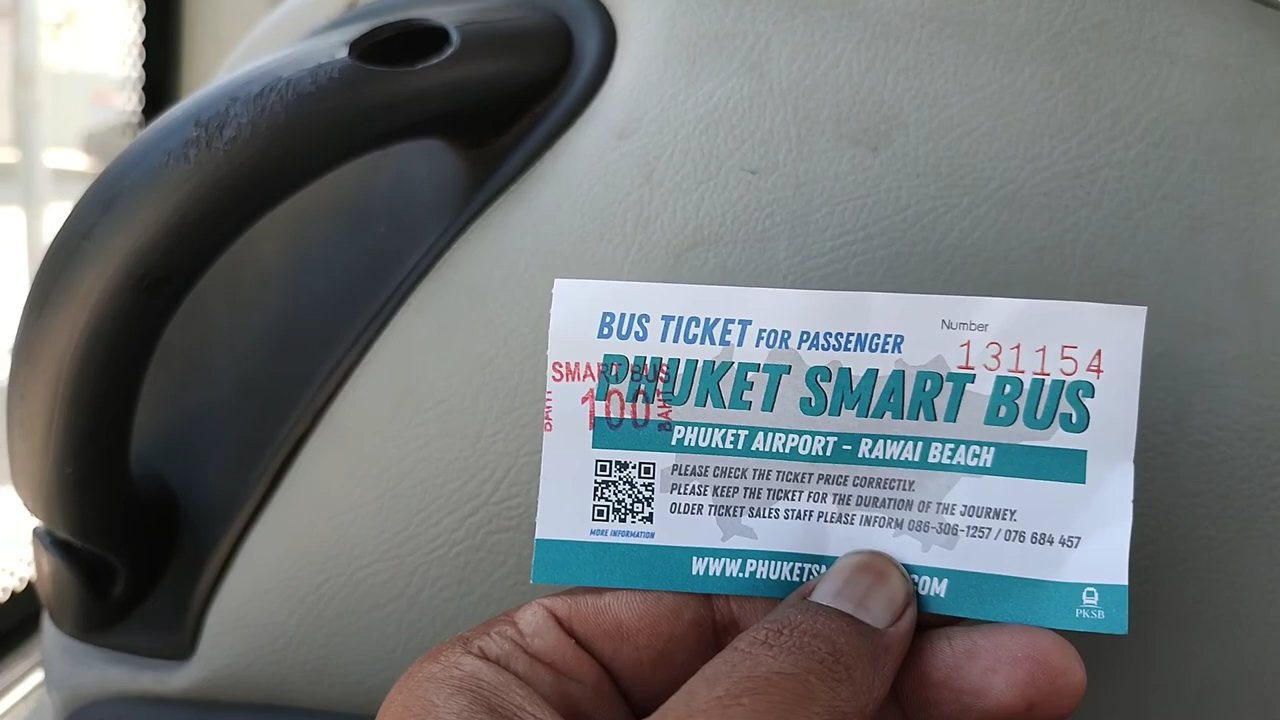 BUS TICKET FOR PASSENGER
Number
131154
SMART BUS
100
BAHT
BAHT
PHUKET SMART BUS
PHUKET AIRPORT - RAWAI BEACH
PLEASE CHECK THE TICKET PRICE CORRECTLY.
PLEASE KEEP THE TICKET FOR THE DURATION OF THE JOURNEY.
OLDER TICKET SALES STAFF PLEASE INFORM 086-306-1257 / 076 684 457
MORE INFORMATION
PKSB